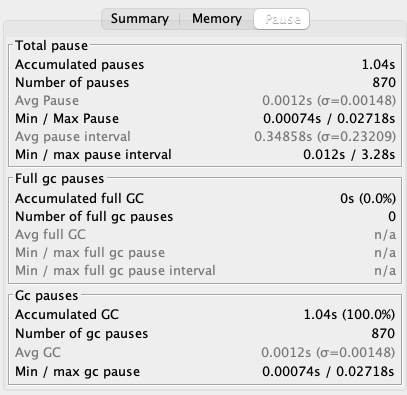 Summary Memory Pause
Total pause
Accumulated pauses 1.04s
Number of pauses 870
Avg Pause 0.0012s (σ=0.00148)
Min / Max Pause 0.00074s / 0.02718s
Avg pause interval 0.34858s (σ=0.23209)
Min / max pause interval 0.012s / 3.28s
Full gc pauses
Accumulated full GC 0s (0.0%)
Number of full gc pauses 0
Avg full GC n/a
Min / max full gc pause n/a
Min / max full gc pause interval n/a
Gc pauses
Accumulated GC 1.04s (100.0%)
Number of gc pauses 870
Avg GC 0.0012s (σ=0.00148)
Min / max gc pause 0.00074s / 0.02718s